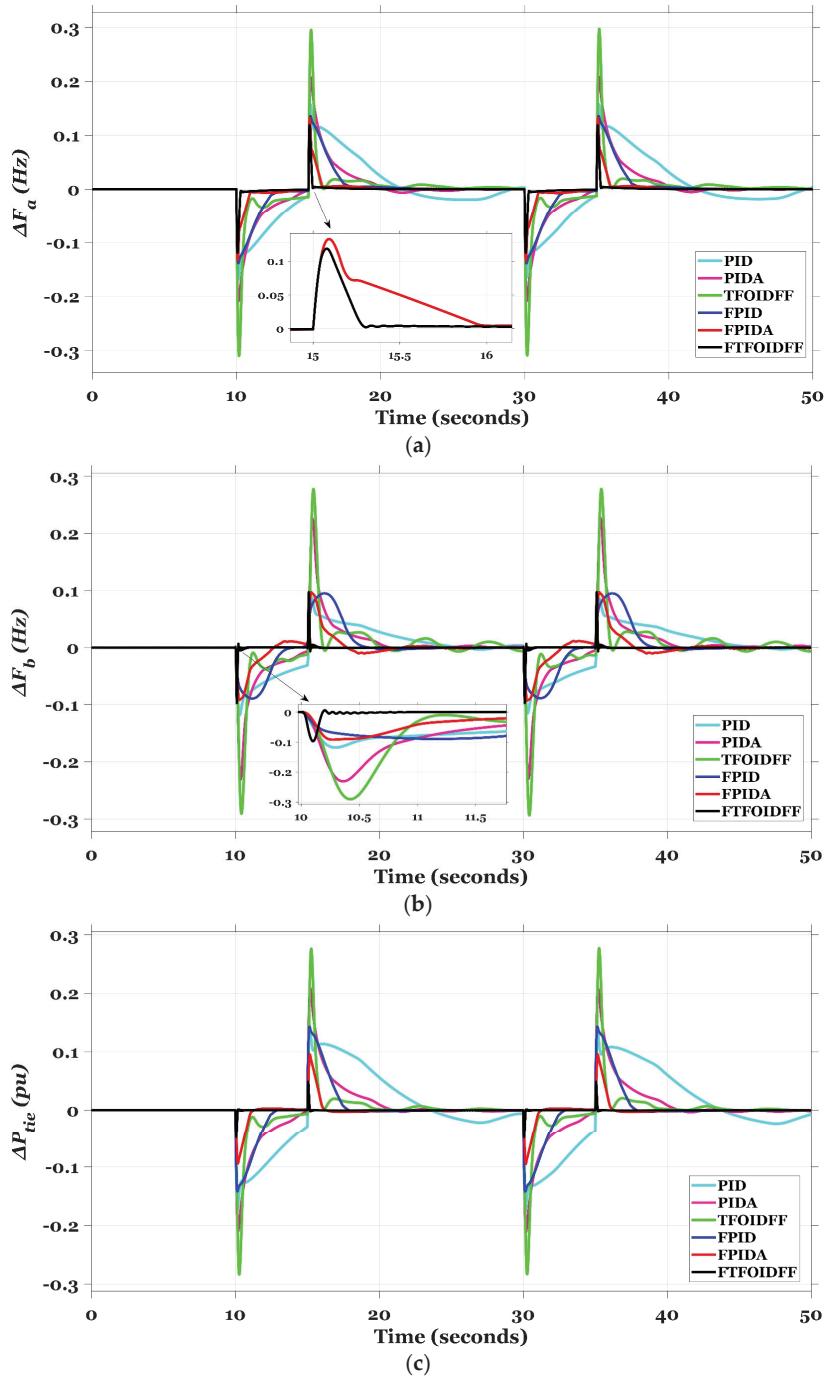 0.3
0.2
0.1
0
-0.1
-0.2
-0.3
ΔF_a (Hz)
0.1
0.05
0
15
15.5
16
PID
PIDA
TFOIDFF
FPID
FPIDA
FTFOIDFF
0 10 20 30 40 50
Time (seconds)
(a)
0.3
0.2
0.1
0
-0.1
-0.2
-0.3
ΔF_b (Hz)
0
-0.1
-0.2
-0.3
10
10.5
11
11.5
PID
PIDA
TFOIDFF
FPID
FPIDA
FTFOIDFF
0 10 20 30 40 50
Time (seconds)
(b)
0.3
0.2
0.1
0
-0.1
-0.2
-0.3
ΔP_tie (pu)
PID
PIDA
TFOIDFF
FPID
FPIDA
FTFOIDFF
0 10 20 30 40 50
Time (seconds)
(c)